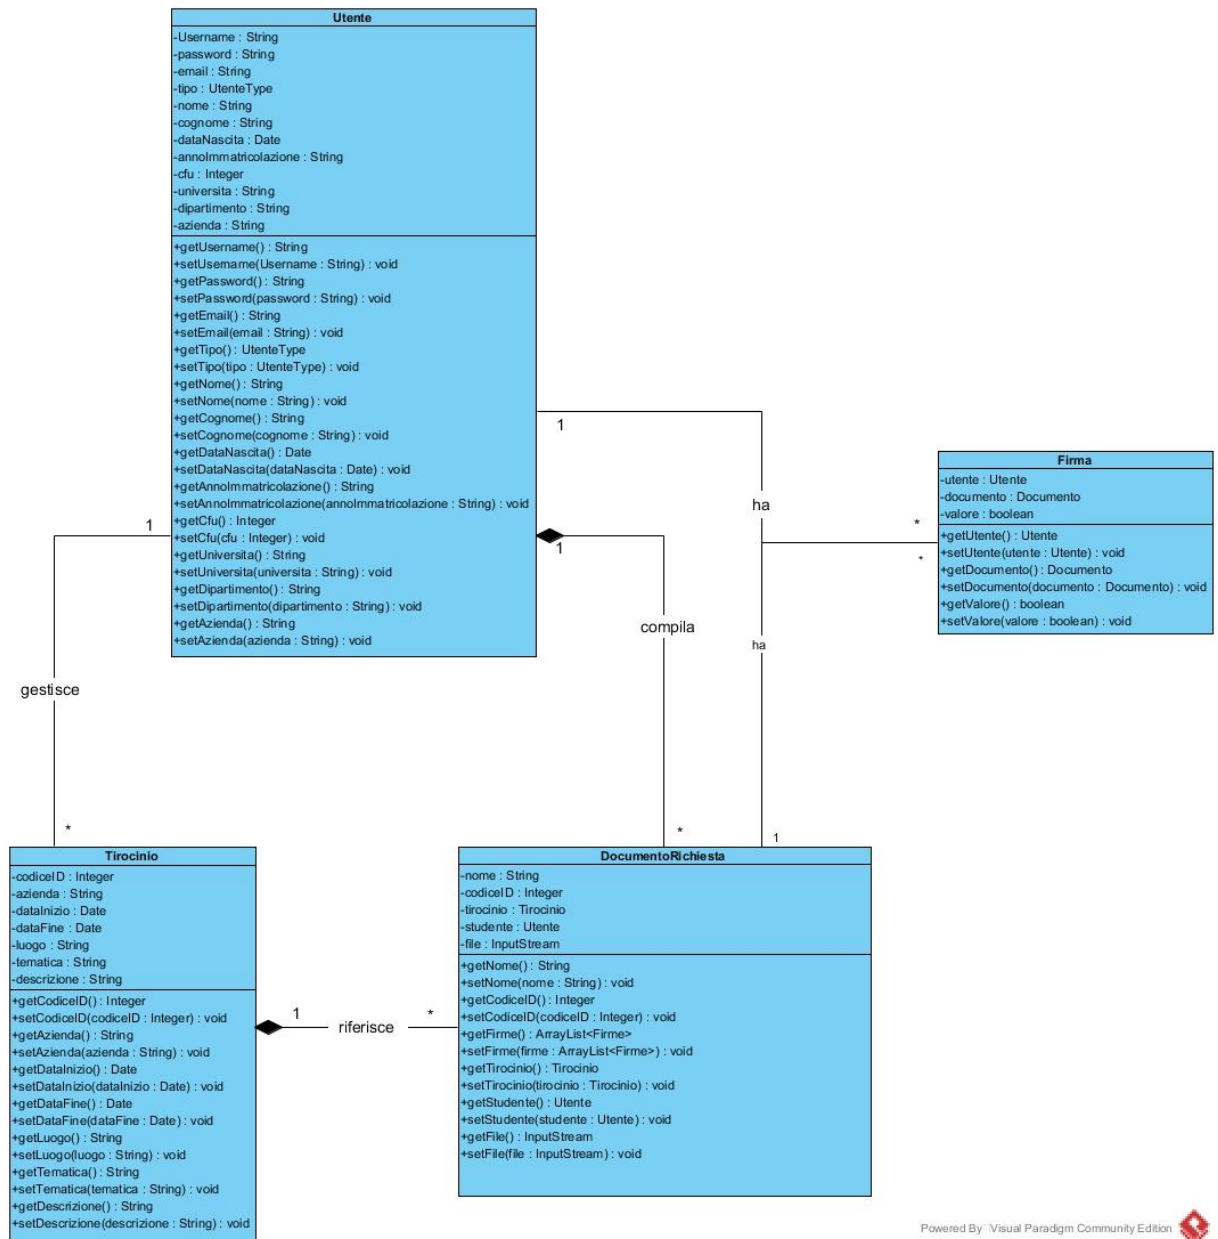 Utente
-Username : String
-password : String
-email : String
-tipo : UtenteType
-nome : String
-cognome : String
-dataNascita : Date
-annoImmatricolazione : String
-cfu : Integer
-universita : String
-dipartimento : String
-azienda : String
+getUsername() : String
+setUsername(Username : String) : void
+getPassword() : String
+setPassword(password : String) : void
+getEmail() : String
+setEmail(email : String) : void
+getTipo() : UtenteType
+setTipo(tipo : UtenteType) : void
+getNome() : String
+setNome(nome : String) : void
+getCognome() : String
+setCognome(cognome : String) : void
+getDataNascita() : Date
+setDataNascita(dataNascita : Date) : void
+getAnnoImmatricolazione() : String
+setAnnoImmatricolazione(annoImmatricolazione : String) : void
+getCfu() : Integer
+setCfu(cfu : Integer) : void
+getUniversita() : String
+setUniversita(universita : String) : void
+getDipartimento() : String
+setDipartimento(dipartimento : String) : void
+getAzienda() : String
+setAzienda(azienda : String) : void
1
ha
*
*
Firma
-utente : Utente
-documento : Documento
-valore : boolean
+getUtente() : Utente
+setUtente(utente : Utente) : void
+getDocumento() : Documento
+setDocumento(documento : Documento) : void
+getValore() : boolean
+setValore(valore : boolean) : void
1
1
compila
ha
gestisce
*
*
1
Tirocinio
-codiceID : Integer
-azienda : String
-dataInizio : Date
-dataFine : Date
-luogo : String
-tematica : String
-descrizione : String
+getCodiceID() : Integer
+setCodiceID(codiceID : Integer) : void
+getAzienda() : String
+setAzienda(azienda : String) : void
+getDataInizio() : Date
+setDataInizio(dataInizio : Date) : void
+getDataFine() : Date
+setDataFine(dataFine : Date) : void
+getLuogo() : String
+setLuogo(luogo : String) : void
+getTematica() : String
+setTematica(tematica : String) : void
+getDescrizione() : String
+setDescrizione(descrizione : String) : void
1
riferisce
*
DocumentoRichiesta
-nome : String
-codiceID : Integer
-tirocinio : Tirocinio
-studente : Utente
-file : InputStream
+getNome() : String
+setNome(nome : String) : void
+getCodiceID() : Integer
+setCodiceID(codiceID : Integer) : void
+getFirme() : ArrayList<Firme>
+setFirme(firme : ArrayList<Firme>) : void
+getTirocinio() : Tirocinio
+setTirocinio(tirocinio : Tirocinio) : void
+getStudente() : Utente
+setStudente(studente : Utente) : void
+getFile() : InputStream
+setFile(file : InputStream) : void
Powered By Visual Paradigm Community Edition